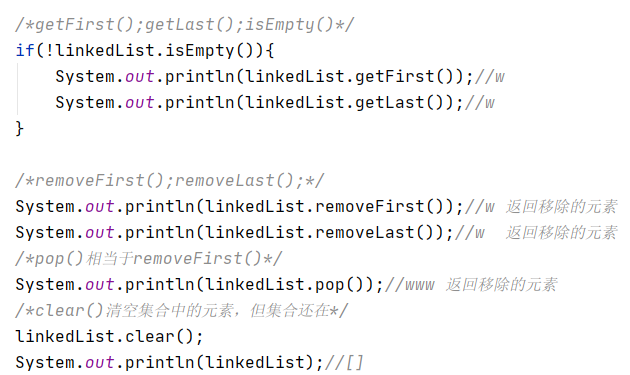 /*getFirst();getLast();isEmpty()*/
if(!linkedList.isEmpty()){
    System.out.println(linkedList.getFirst());//w
    System.out.println(linkedList.getLast());//w
}

/*removeFirst();removeLast();*/
System.out.println(linkedList.removeFirst());//w 返回移除的元素
System.out.println(linkedList.removeLast());//w  返回移除的元素
/*pop()相当于removeFirst()*/
System.out.println(linkedList.pop());//www 返回移除的元素
/*clear()清空集合中的元素，但集合还在*/
linkedList.clear();
System.out.println(linkedList);//[]